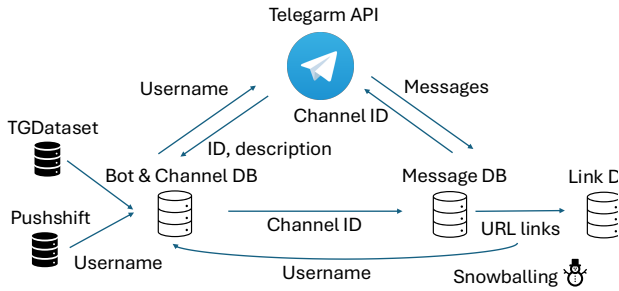 Telegarm API
Username
Messages
Channel ID
TGDataset
ID, description
Bot & Channel DB
Message DB
Link D
Pushshift
Channel ID
URL links
Username
Username
Snowballing